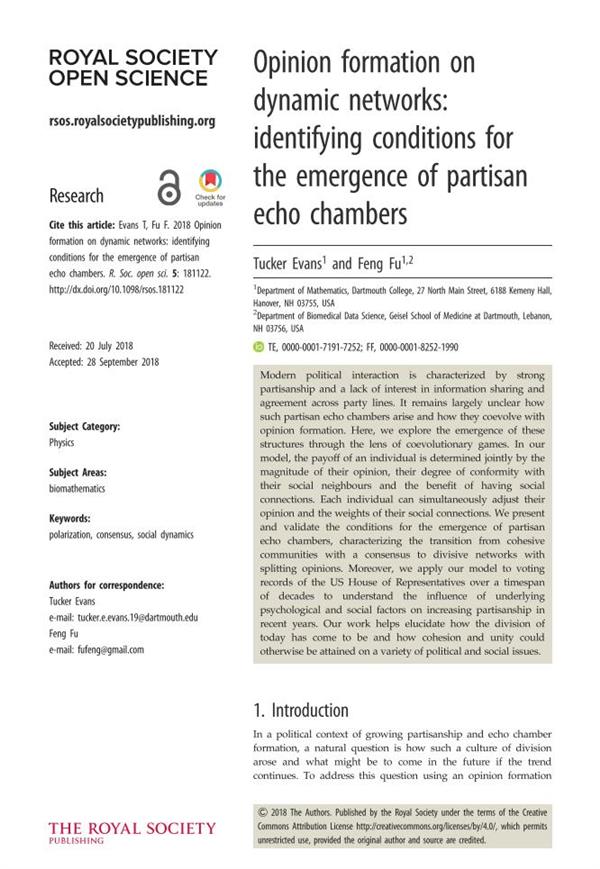 ROYAL SOCIETY
OPEN SCIENCE
rsos.royalsocietypublishing.org
Research
Check for
updates
Cite this article: Evans T, Fu F. 2018 Opinion
formation on dynamic networks: identifying
conditions for the emergence of partisan
echo chambers. R. Soc. open sci. 5: 181122.
http://dx.doi.org/10.1098/rsos.181122
Received: 20 July 2018
Accepted: 28 September 2018
Subject Category:
Physics
Subject Areas:
biomathematics
Keywords:
polarization, consensus, social dynamics
Authors for correspondence:
Tucker Evans
e-mail: tucker.e.evans.19@dartmouth.edu
Feng Fu
e-mail: fufeng@gmail.com
THE ROYAL SOCIETY
PUBLISHING
Opinion formation on
dynamic networks:
identifying conditions for
the emergence of partisan
echo chambers
Tucker Evans1 and Feng Fu1,2
1Department of Mathematics, Dartmouth College, 27 North Main Street, 6188 Kemeny Hall,
Hanover, NH 03755, USA
2Department of Biomedical Data Science, Geisel School of Medicine at Dartmouth, Lebanon,
NH 03756, USA
iD TE, 0000-0001-7191-7252; FF, 0000-0001-8252-1990
Modern political interaction is characterized by strong
partisanship and a lack of interest in information sharing and
agreement across party lines. It remains largely unclear how
such partisan echo chambers arise and how they coevolve with
opinion formation. Here, we explore the emergence of these
structures through the lens of coevolutionary games. In our
model, the payoff of an individual is determined jointly by the
magnitude of their opinion, their degree of conformity with
their social neighbours and the benefit of having social
connections. Each individual can simultaneously adjust their
opinion and the weights of their social connections. We present
and validate the conditions for the emergence of partisan
echo chambers, characterizing the transition from cohesive
communities with a consensus to divisive networks with
splitting opinions. Moreover, we apply our model to voting
records of the US House of Representatives over a timespan
of decades to understand the influence of underlying
psychological and social factors on increasing partisanship in
recent years. Our work helps elucidate how the division of
today has come to be and how cohesion and unity could
otherwise be attained on a variety of political and social issues.
1. Introduction
In a political context of growing partisanship and echo chamber
formation, a natural question is how such a culture of division
arose and what might be to come in the future if the trend
continues. To address this question using an opinion formation
© 2018 The Authors. Published by the Royal Society under the terms of the Creative
Commons Attribution License http://creativecommons.org/licenses/by/4.0/, which permits
unrestricted use, provided the original author and source are credited.